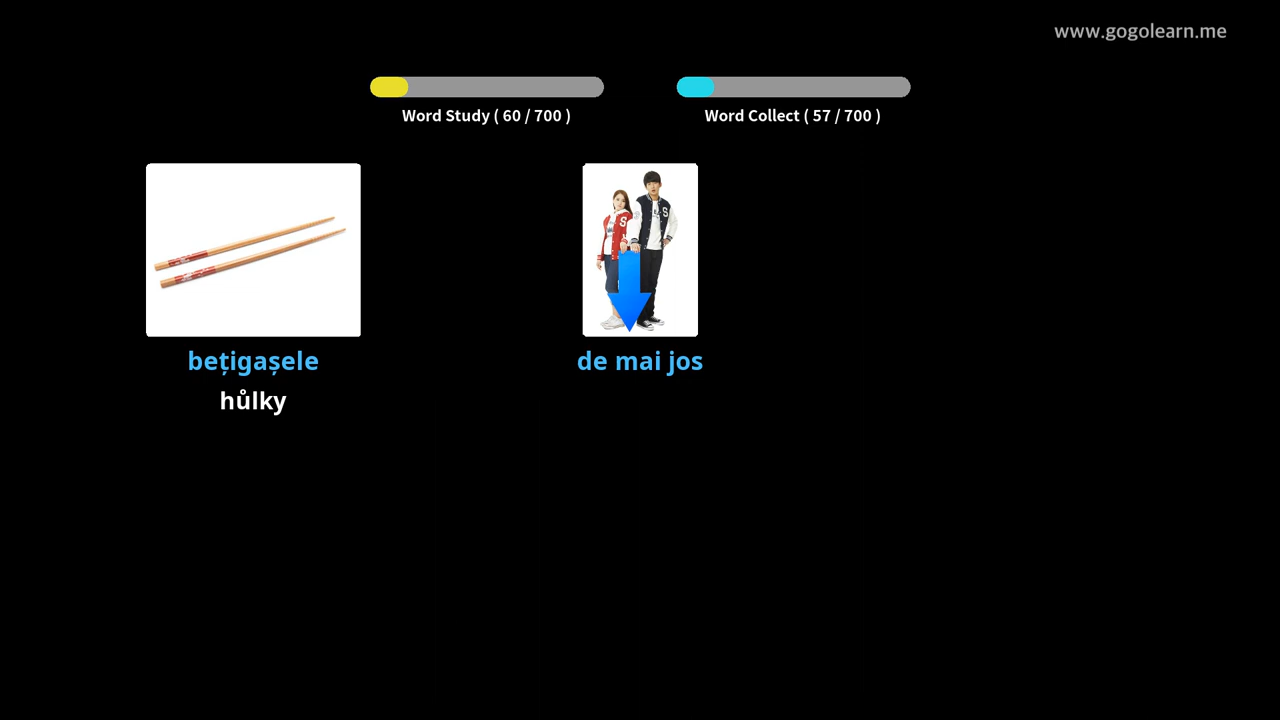 www.gogolearn.me
Word Study ( 60 / 700 )
Word Collect ( 57 / 700 )
bețigașele
hůlky
de mai jos